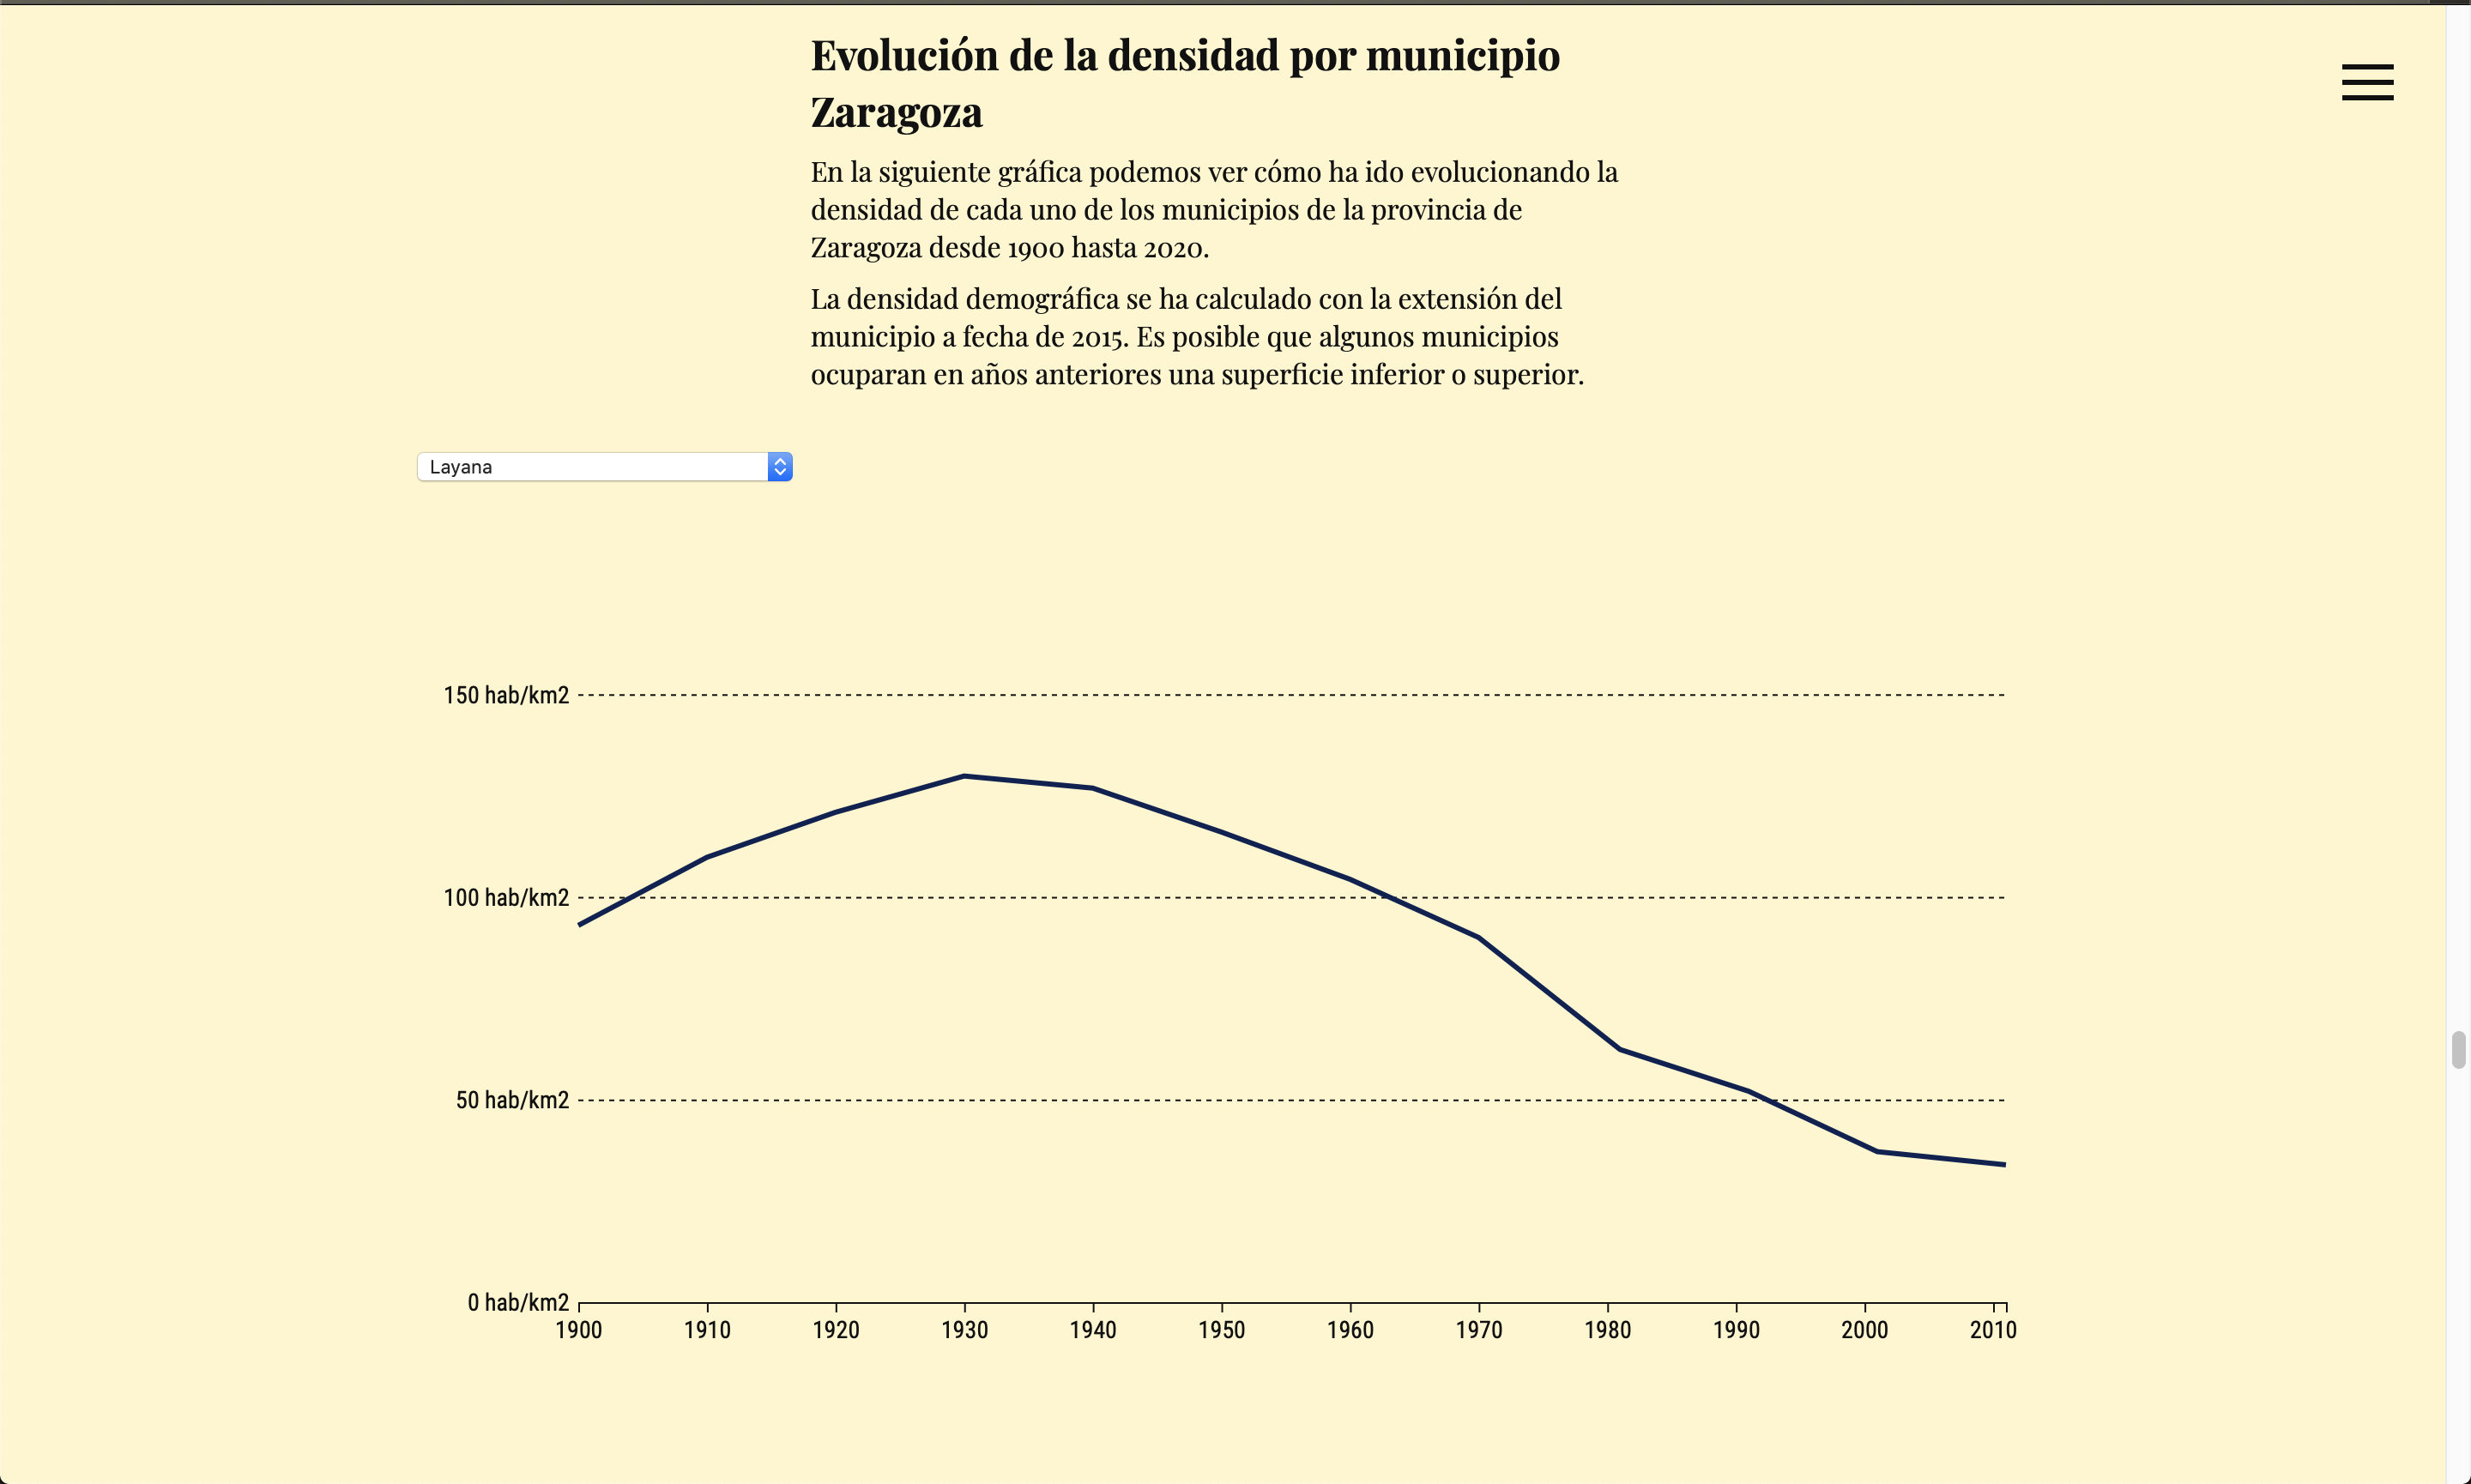 Evolución de la densidad por municipio
Zaragoza
En la siguiente gráfica podemos ver cómo ha ido evolucionando la
densidad de cada uno de los municipios de la provincia de
Zaragoza desde 1900 hasta 2020.
La densidad demográfica se ha calculado con la extensión del
municipio a fecha de 2015. Es posible que algunos municipios
ocuparan en años anteriores una superficie inferior o superior.
Layana
150 hab/km2
100 hab/km2
50 hab/km2
0 hab/km2
1900 1910 1920 1930 1940 1950 1960 1970 1980 1990 2000 2010